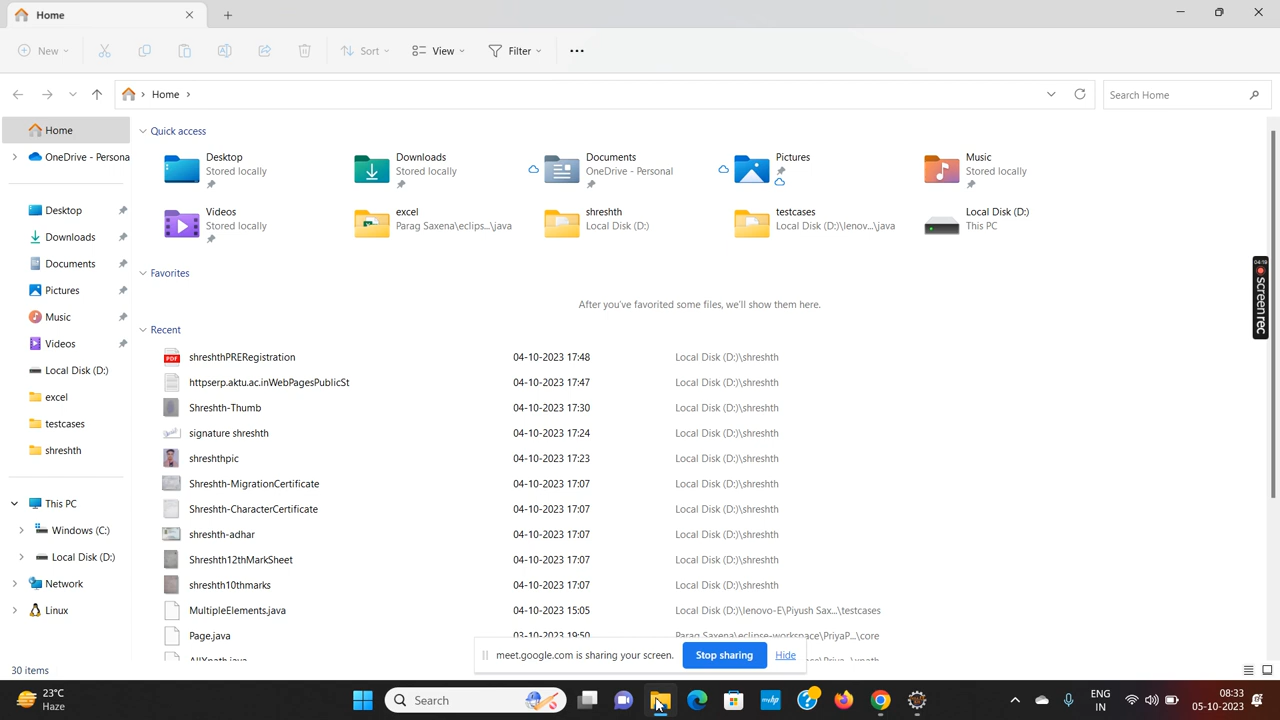 Home
New
Sort
View
Filter
Home
Search Home
Home
OneDrive - Persona
Desktop
Downloads
Documents
Pictures
Music
Videos
Local Disk (D:)
excel
testcases
shreshth
This PC
Windows (C:)
Local Disk (D:)
Network
Linux
Quick access
Desktop
Stored locally
Downloads
Stored locally
Documents
OneDrive - Personal
Pictures
Music
Stored locally
Videos
Stored locally
excel
Parag Saxena\eclips...\java
shreshth
Local Disk (D:)
testcases
Local Disk (D:)\lenov...\java
Local Disk (D:)
This PC
Favorites
After you've favorited some files, we'll show them here.
Recent
shreshthPRERegistration 04-10-2023 17:48 Local Disk (D:)\shreshth
httpserp.aktu.ac.inWebPagesPublicSt 04-10-2023 17:47 Local Disk (D:)\shreshth
Shreshth-Thumb 04-10-2023 17:30 Local Disk (D:)\shreshth
signature shreshth 04-10-2023 17:24 Local Disk (D:)\shreshth
shreshthpic 04-10-2023 17:23 Local Disk (D:)\shreshth
Shreshth-MigrationCertificate 04-10-2023 17:07 Local Disk (D:)\shreshth
Shreshth-CharacterCertificate 04-10-2023 17:07 Local Disk (D:)\shreshth
shreshth-adhar 04-10-2023 17:07 Local Disk (D:)\shreshth
Shreshth12thMarkSheet 04-10-2023 17:07 Local Disk (D:)\shreshth
shreshth10thmarks 04-10-2023 17:07 Local Disk (D:)\shreshth
MultipleElements.java 04-10-2023 15:05 Local Disk (D:)\lenovo-E\Piyush Sax...\testcases
Page.java 03-10-2023 19:50 Parag Saxena\eclipse-workspace\PriyaP...\core
PDF
04:18
screenrec
meet.google.com is sharing your screen.
Stop sharing
Hide
30 items
23°C
Haze
Search
ENG
IN
08:33
05-10-2023